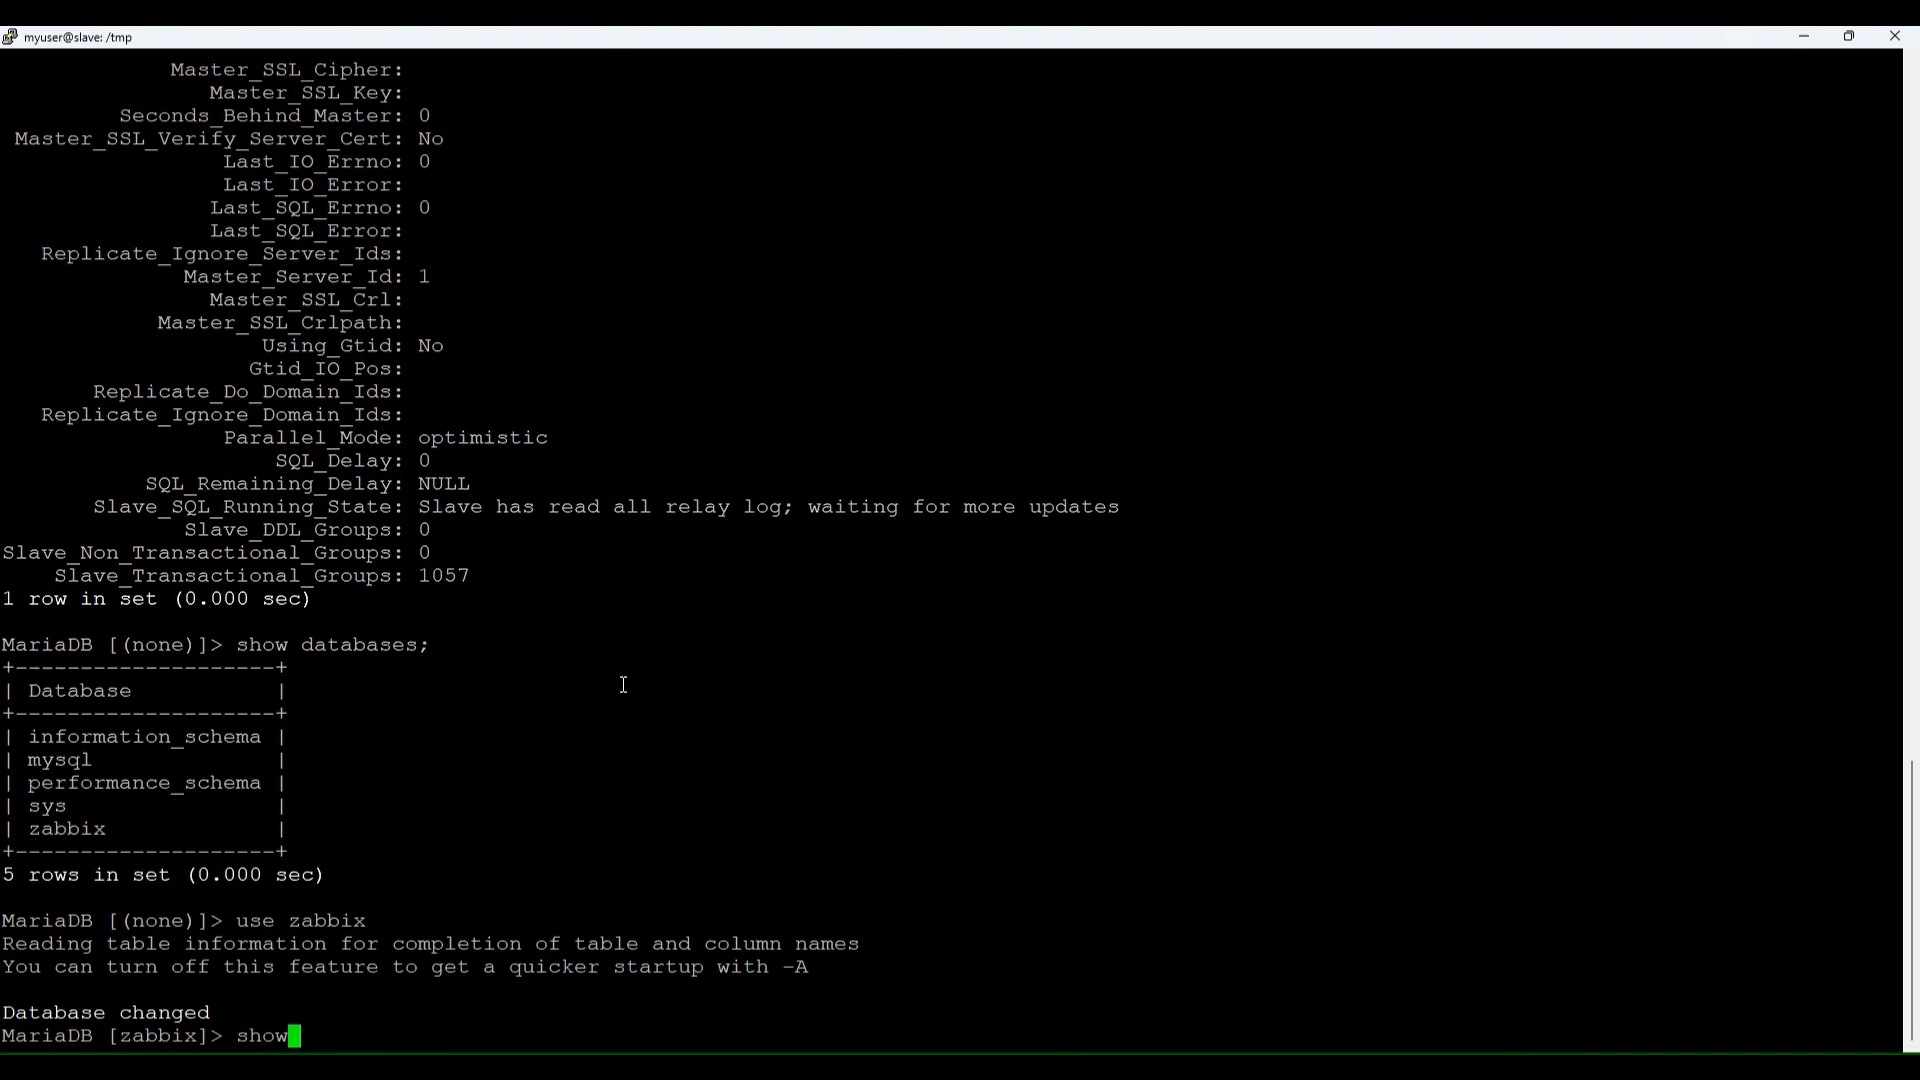 myuser@slave: /tmp
Master_SSL_Cipher:
Master_SSL_Key:
Seconds_Behind_Master: 0
Master_SSL_Verify_Server_Cert: No
Last_IO_Errno: 0
Last_IO_Error:
Last_SQL_Errno: 0
Last_SQL_Error:
Replicate_Ignore_Server_Ids:
Master_Server_Id: 1
Master_SSL_Crl:
Master_SSL_Crlpath:
Using_Gtid: No
Gtid_IO_Pos:
Replicate_Do_Domain_Ids:
Replicate_Ignore_Domain_Ids:
Parallel_Mode: optimistic
SQL_Delay: 0
SQL_Remaining_Delay: NULL
Slave_SQL_Running_State: Slave has read all relay log; waiting for more updates
Slave_DDL_Groups: 0
Slave_Non_Transactional_Groups: 0
Slave_Transactional_Groups: 1057
1 row in set (0.000 sec)
MariaDB [(none)]> show databases;
+--------------------+
| Database           |
+--------------------+
| information_schema |
| mysql              |
| performance_schema |
| sys                |
| zabbix             |
+--------------------+
5 rows in set (0.000 sec)
MariaDB [(none)]> use zabbix
Reading table information for completion of table and column names
You can turn off this feature to get a quicker startup with -A
Database changed
MariaDB [zabbix]> show